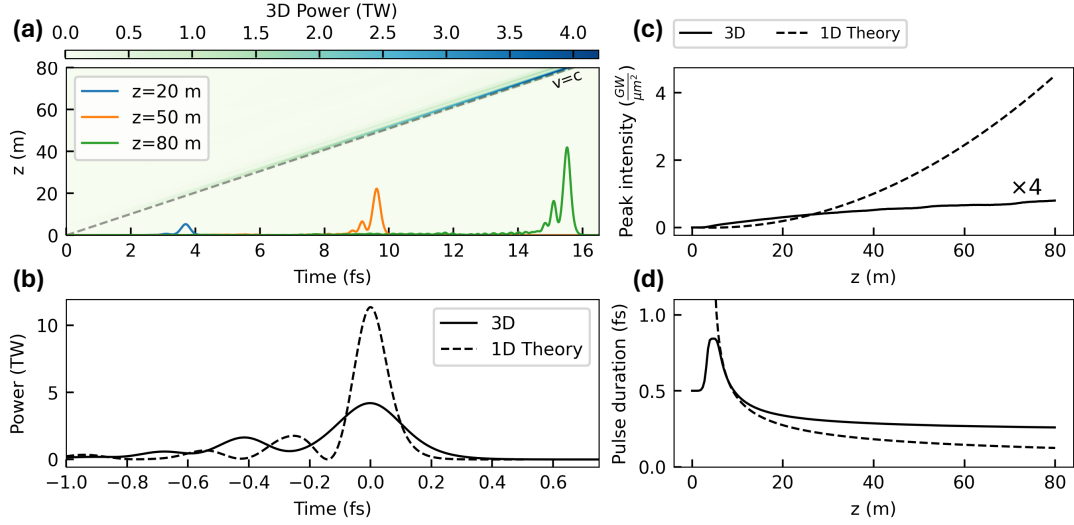 (a)
3D Power (TW)
0.0 0.5 1.0 1.5 2.0 2.5 3.0 3.5 4.0
z (m)
80
60
40
20
0
z=20 m
z=50 m
z=80 m
v=c
0 2 4 6 8 10 12 14 16
Time (fs)
(b)
Power (TW)
10
5
0
3D
1D Theory
−1.0 −0.8 −0.6 −0.4 −0.2 0.0 0.2 0.4 0.6
Time (fs)
(c)
3D 1D Theory
Peak intensity (GW/μm²)
4
2
0
×4
0 20 40 60 80
z (m)
(d)
Pulse duration (fs)
1.0
0.5
0.0
0 20 40 60 80
z (m)